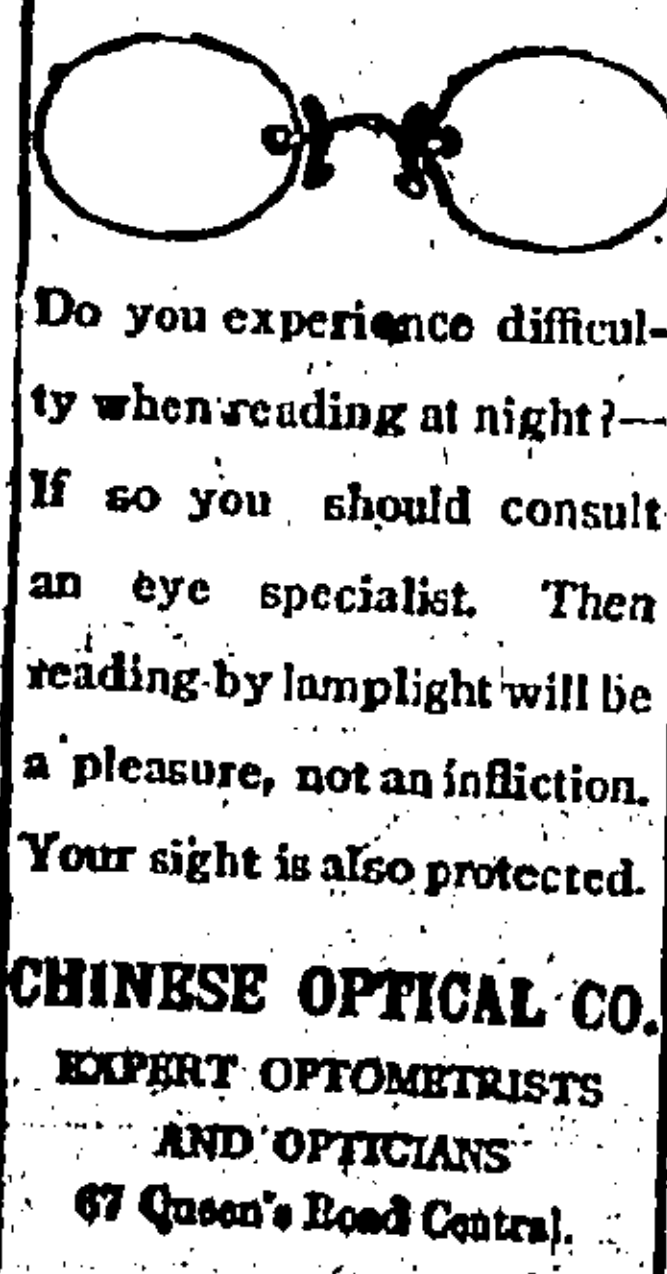 Do you experience difficul-
ty when reading at night?—
If so you should consult
an eye specialist. Then
reading by lamplight will be
a pleasure, not an infliction.
Your sight is also protected.
CHINESE OPTICAL CO.
EXPERT OPTOMETRISTS
AND OPTICIANS
67 Queen's Road Central.